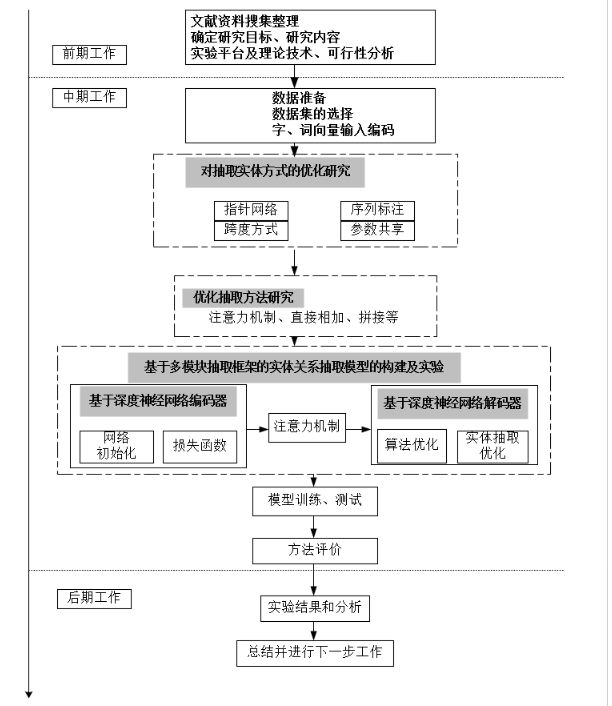 文献资料搜集整理
确定研究目标、研究内容
实验平台及理论技术、可行性分析
前期工作
中期工作
数据准备
数据集的选择
字、词向量输入编码
对抽取实体方式的优化研究
指针网络
序列标注
跨度方式
参数共享
优化抽取方法研究
注意力机制、直接相加、拼接等
基于多模块抽取框架的实体关系抽取模型的构建及实验
基于深度神经网络编码器
基于深度神经网络解码器
网络
初始化
损失函数
注意力机制
算法优化
实体抽取
优化
模型训练、测试
方法评价
后期工作
实验结果和分析
总结并进行下一步工作